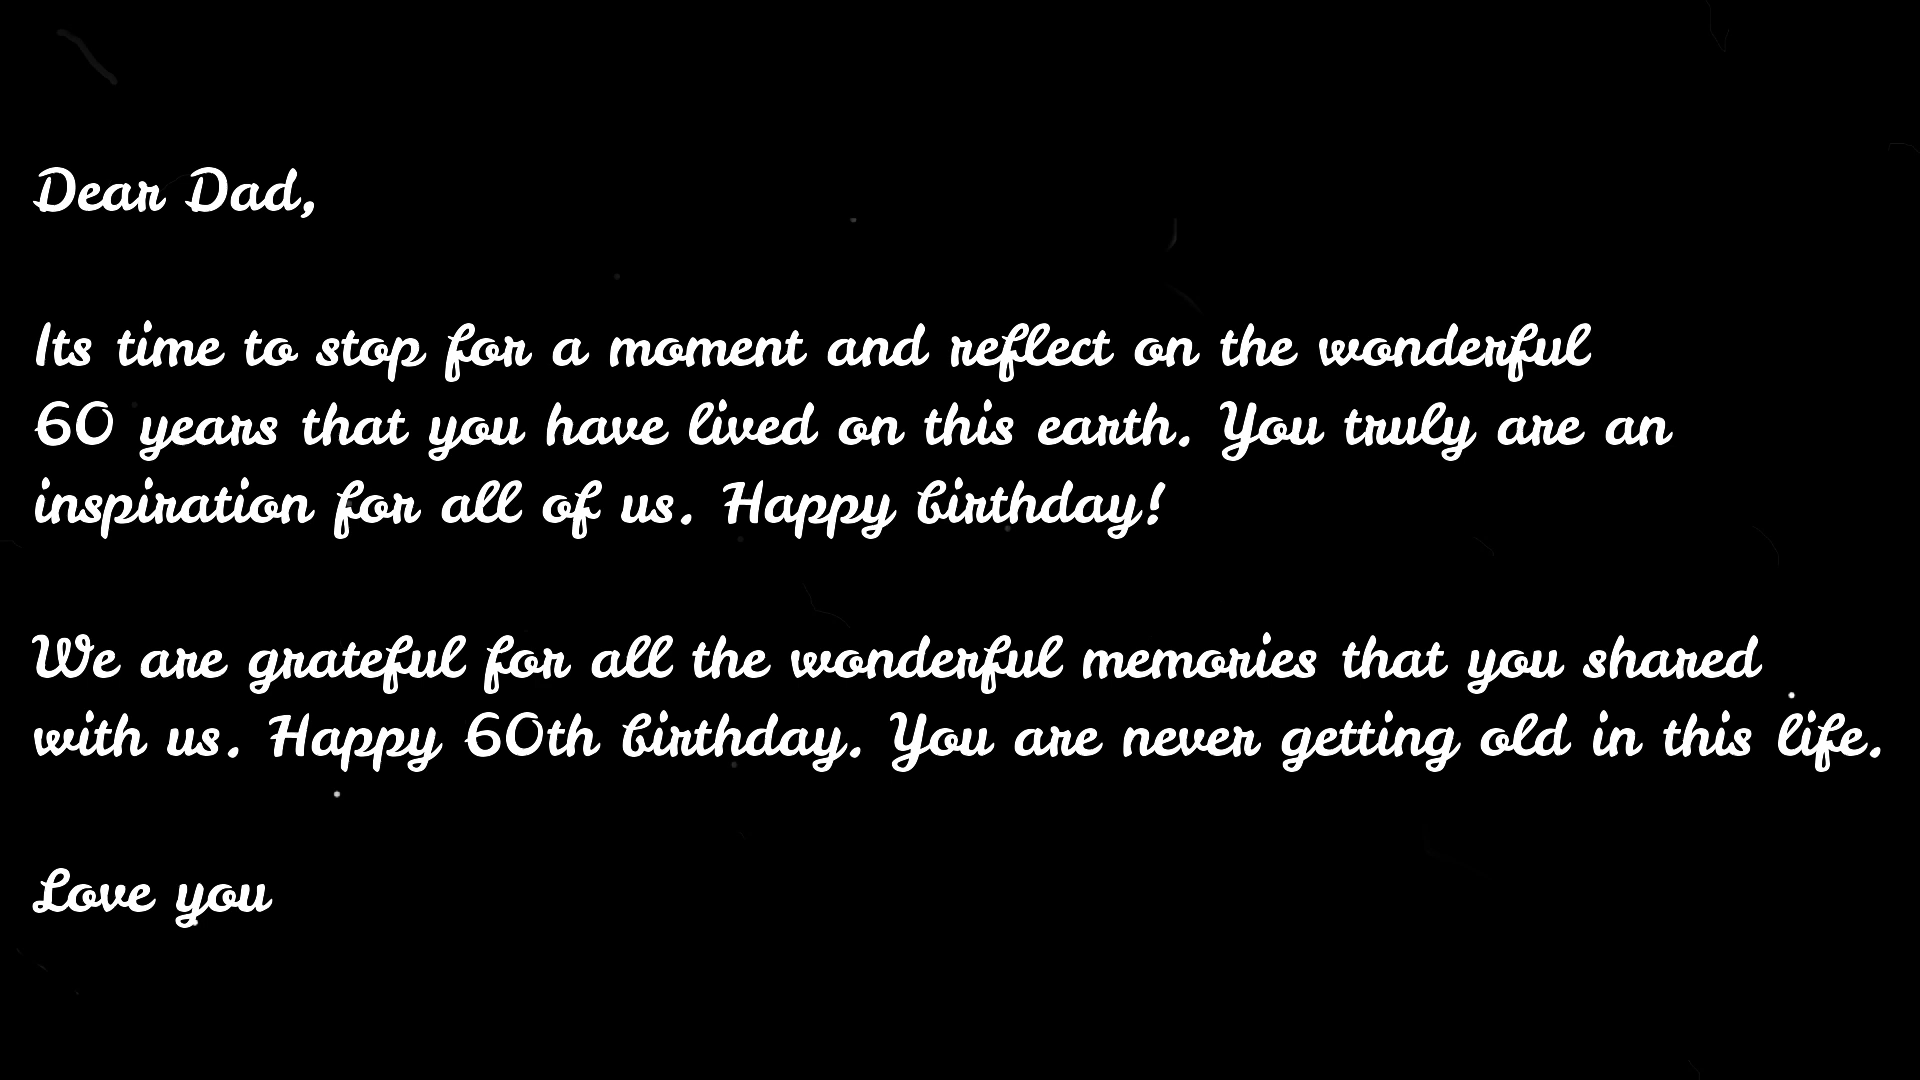 Dear Dad,
Its time to stop for a moment and reflect on the wonderful
60 years that you have lived on this earth. You truly are an
inspiration for all of us. Happy birthday!
We are grateful for all the wonderful memories that you shared
with us. Happy 60th birthday. You are never getting old in this life.
Love you